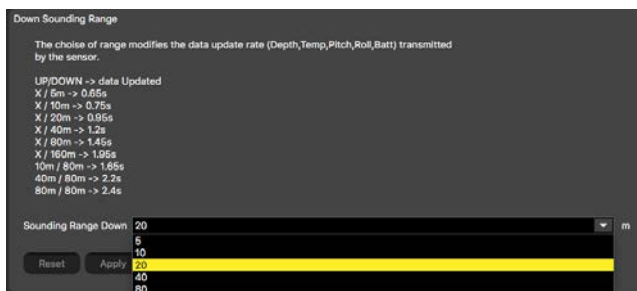 Down Sounding Range
The choise of range modifies the data update rate (Depth,Temp,Pitch,Roll,Batt) transmitted
by the sensor.
UP/DOWN -> data Updated
X / 5m -> 0.65s
X / 10m -> 0.75s
X / 20m -> 0.95s
X / 40m -> 1.2s
X / 80m -> 1.45s
X / 160m -> 1.95s
10m / 80m -> 1.65s
40m / 80m -> 2.2s
80m / 80m -> 2.4s
Sounding Range Down 20 m
5
10
Reset Apply 20
40
80